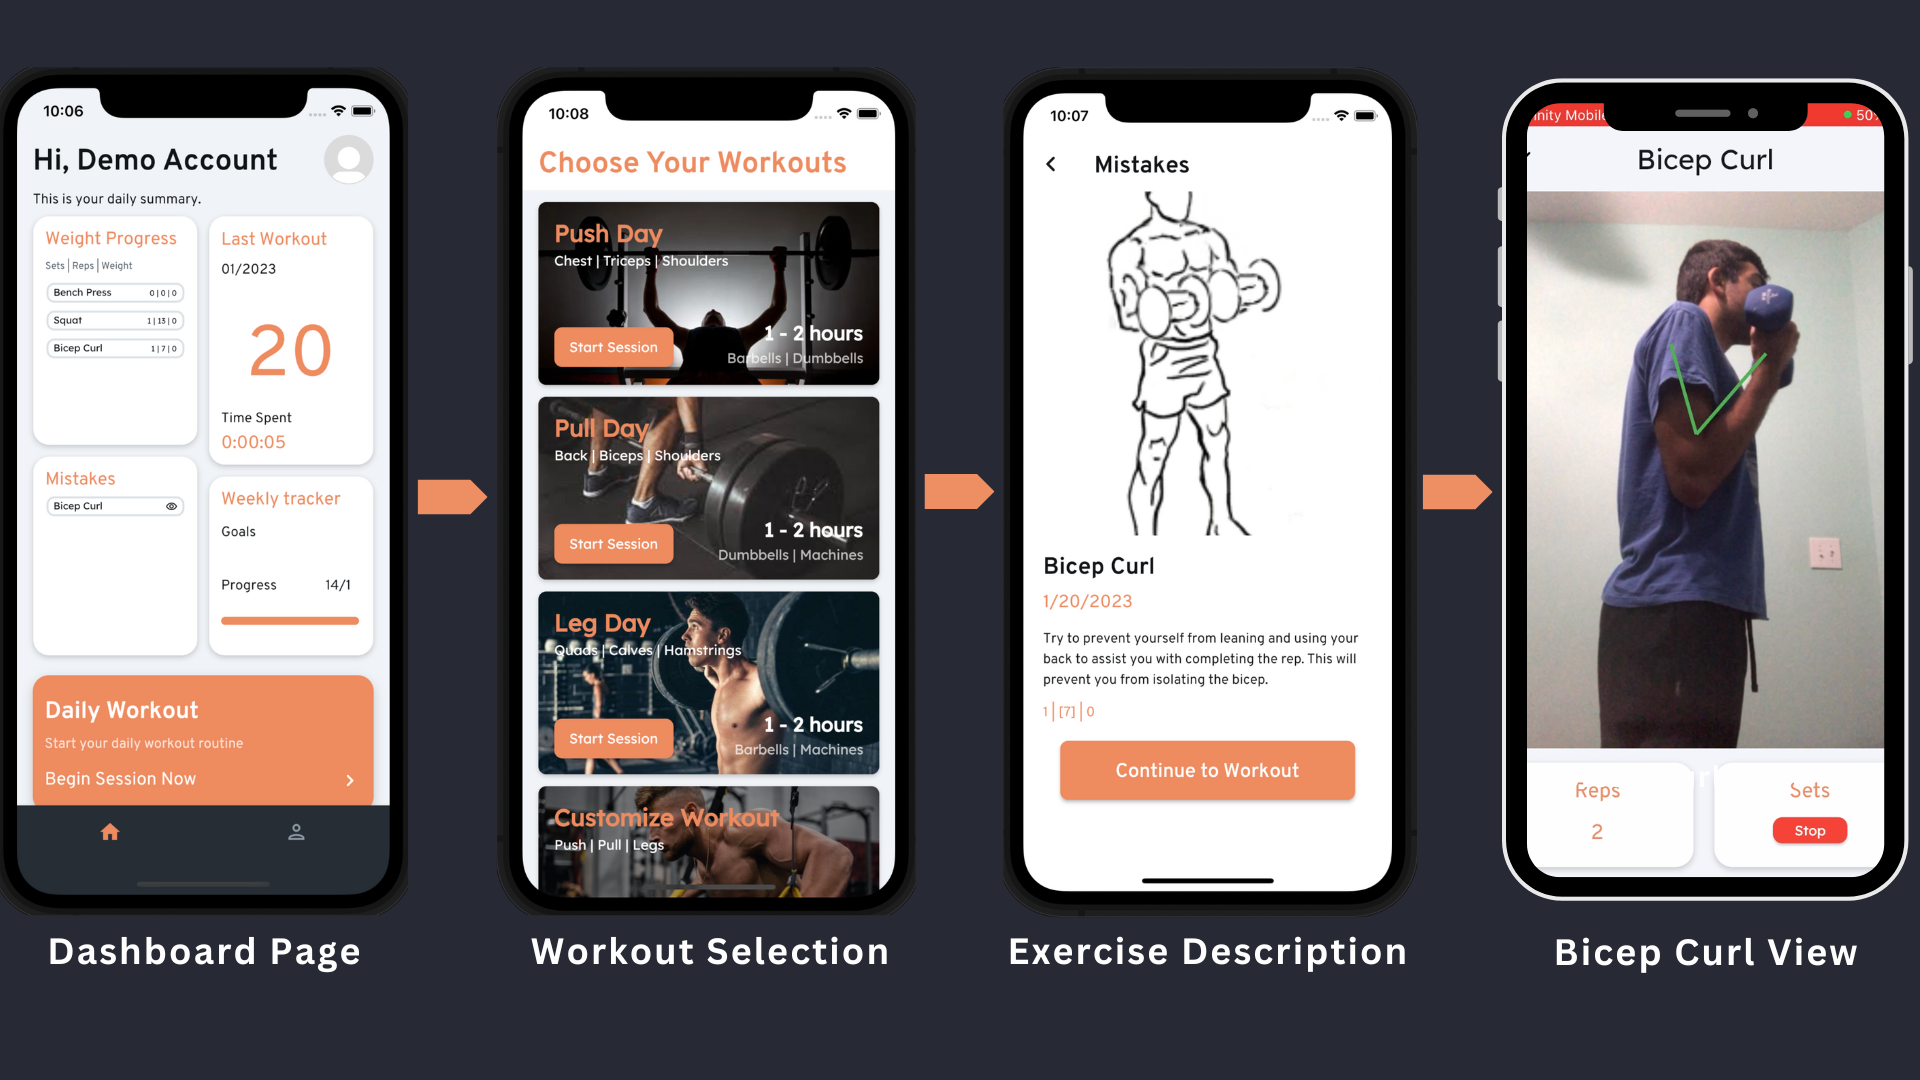 10:06
Hi, Demo Account
This is your daily summary.
Weight Progress
Sets | Reps | Weight
Bench Press 0 | 0 | 0
Squat 1 | 13 | 0
Bicep Curl 1 | 7 | 0
Last Workout
01/2023
20
Time Spent
0:00:05
Mistakes
Bicep Curl
Weekly tracker
Goals
Progress 14/1
Daily Workout
Start your daily workout routine
Begin Session Now
Dashboard Page
10:08
Choose Your Workouts
Push Day
Chest | Triceps | Shoulders
Start Session
1 - 2 hours
Barbells | Dumbbells
Pull Day
Back | Biceps | Shoulders
Start Session
1 - 2 hours
Dumbbells | Machines
Leg Day
Quads | Calves | Hamstrings
Start Session
1 - 2 hours
Barbells | Machines
Customize Workout
Push | Pull | Legs
Workout Selection
10:07
Mistakes
Bicep Curl
1/20/2023
Try to prevent yourself from leaning and using your
back to assist you with completing the rep. This will
prevent you from isolating the bicep.
1 | [7] | 0
Continue to Workout
Exercise Description
inity Mobile 50
Bicep Curl
Reps
2
Sets
Stop
Bicep Curl View